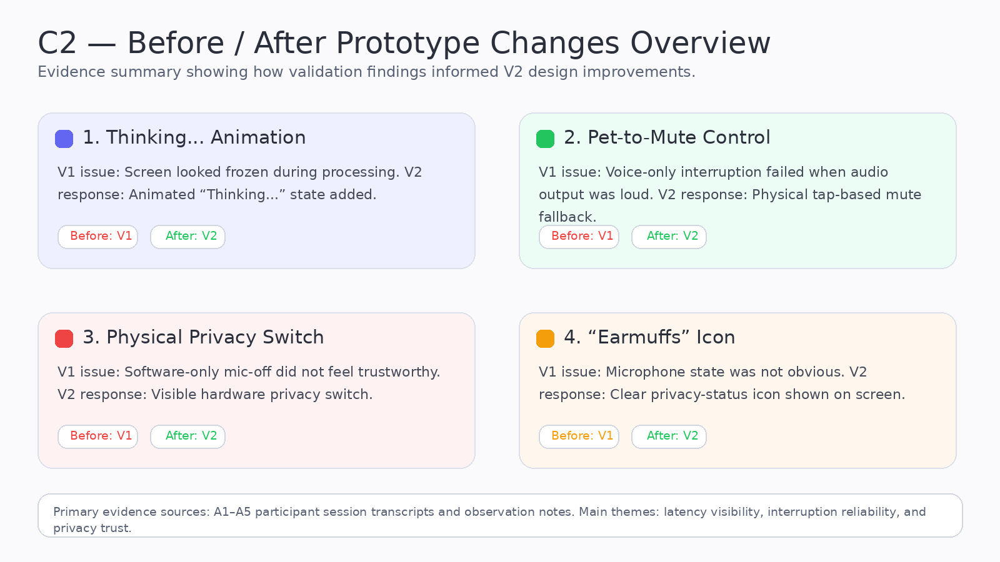 C2 — Before / After Prototype Changes Overview
Evidence summary showing how validation findings informed V2 design improvements.
1. Thinking... Animation
V1 issue: Screen looked frozen during processing. V2
response: Animated “Thinking...” state added.
Before: V1
After: V2
2. Pet-to-Mute Control
V1 issue: Voice-only interruption failed when audio
output was loud. V2 response: Physical tap-based mute
fallback.
Before: V1
After: V2
3. Physical Privacy Switch
V1 issue: Software-only mic-off did not feel trustworthy.
V2 response: Visible hardware privacy switch.
Before: V1
After: V2
4. “Earmuffs” Icon
V1 issue: Microphone state was not obvious. V2
response: Clear privacy-status icon shown on screen.
Before: V1
After: V2
Primary evidence sources: A1–A5 participant session transcripts and observation notes. Main themes: latency visibility, interruption reliability, and
privacy trust.